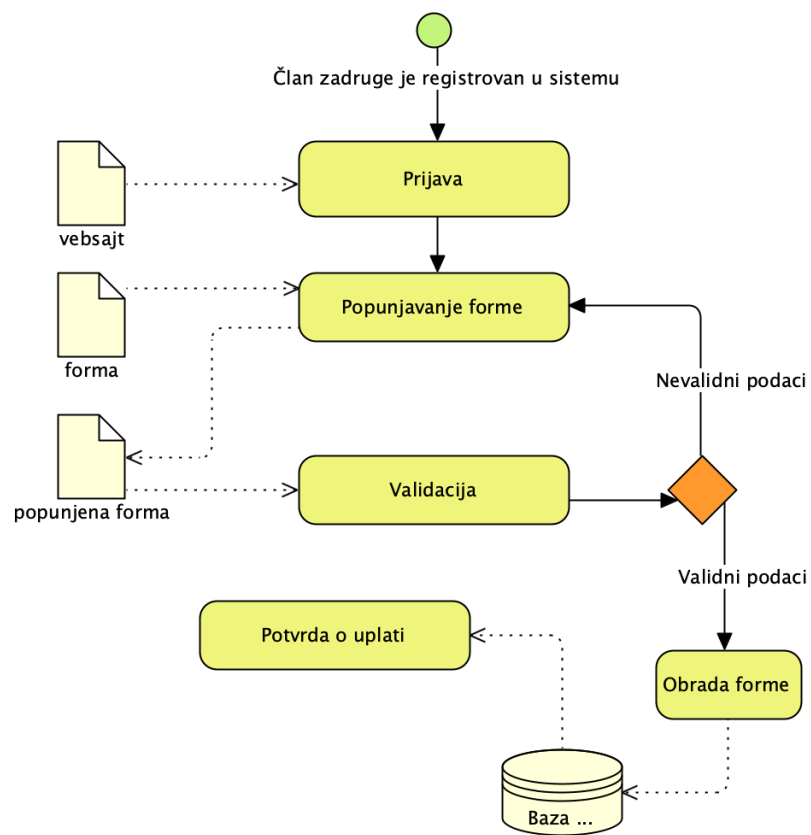 Član zadruge je registrovan u sistemu
Prijava
vebsajt
Popunjavanje forme
forma
Nevalidni podaci
Validacija
popunjena forma
Validni podaci
Potvrda o uplati
Obrada forme
Baza ...